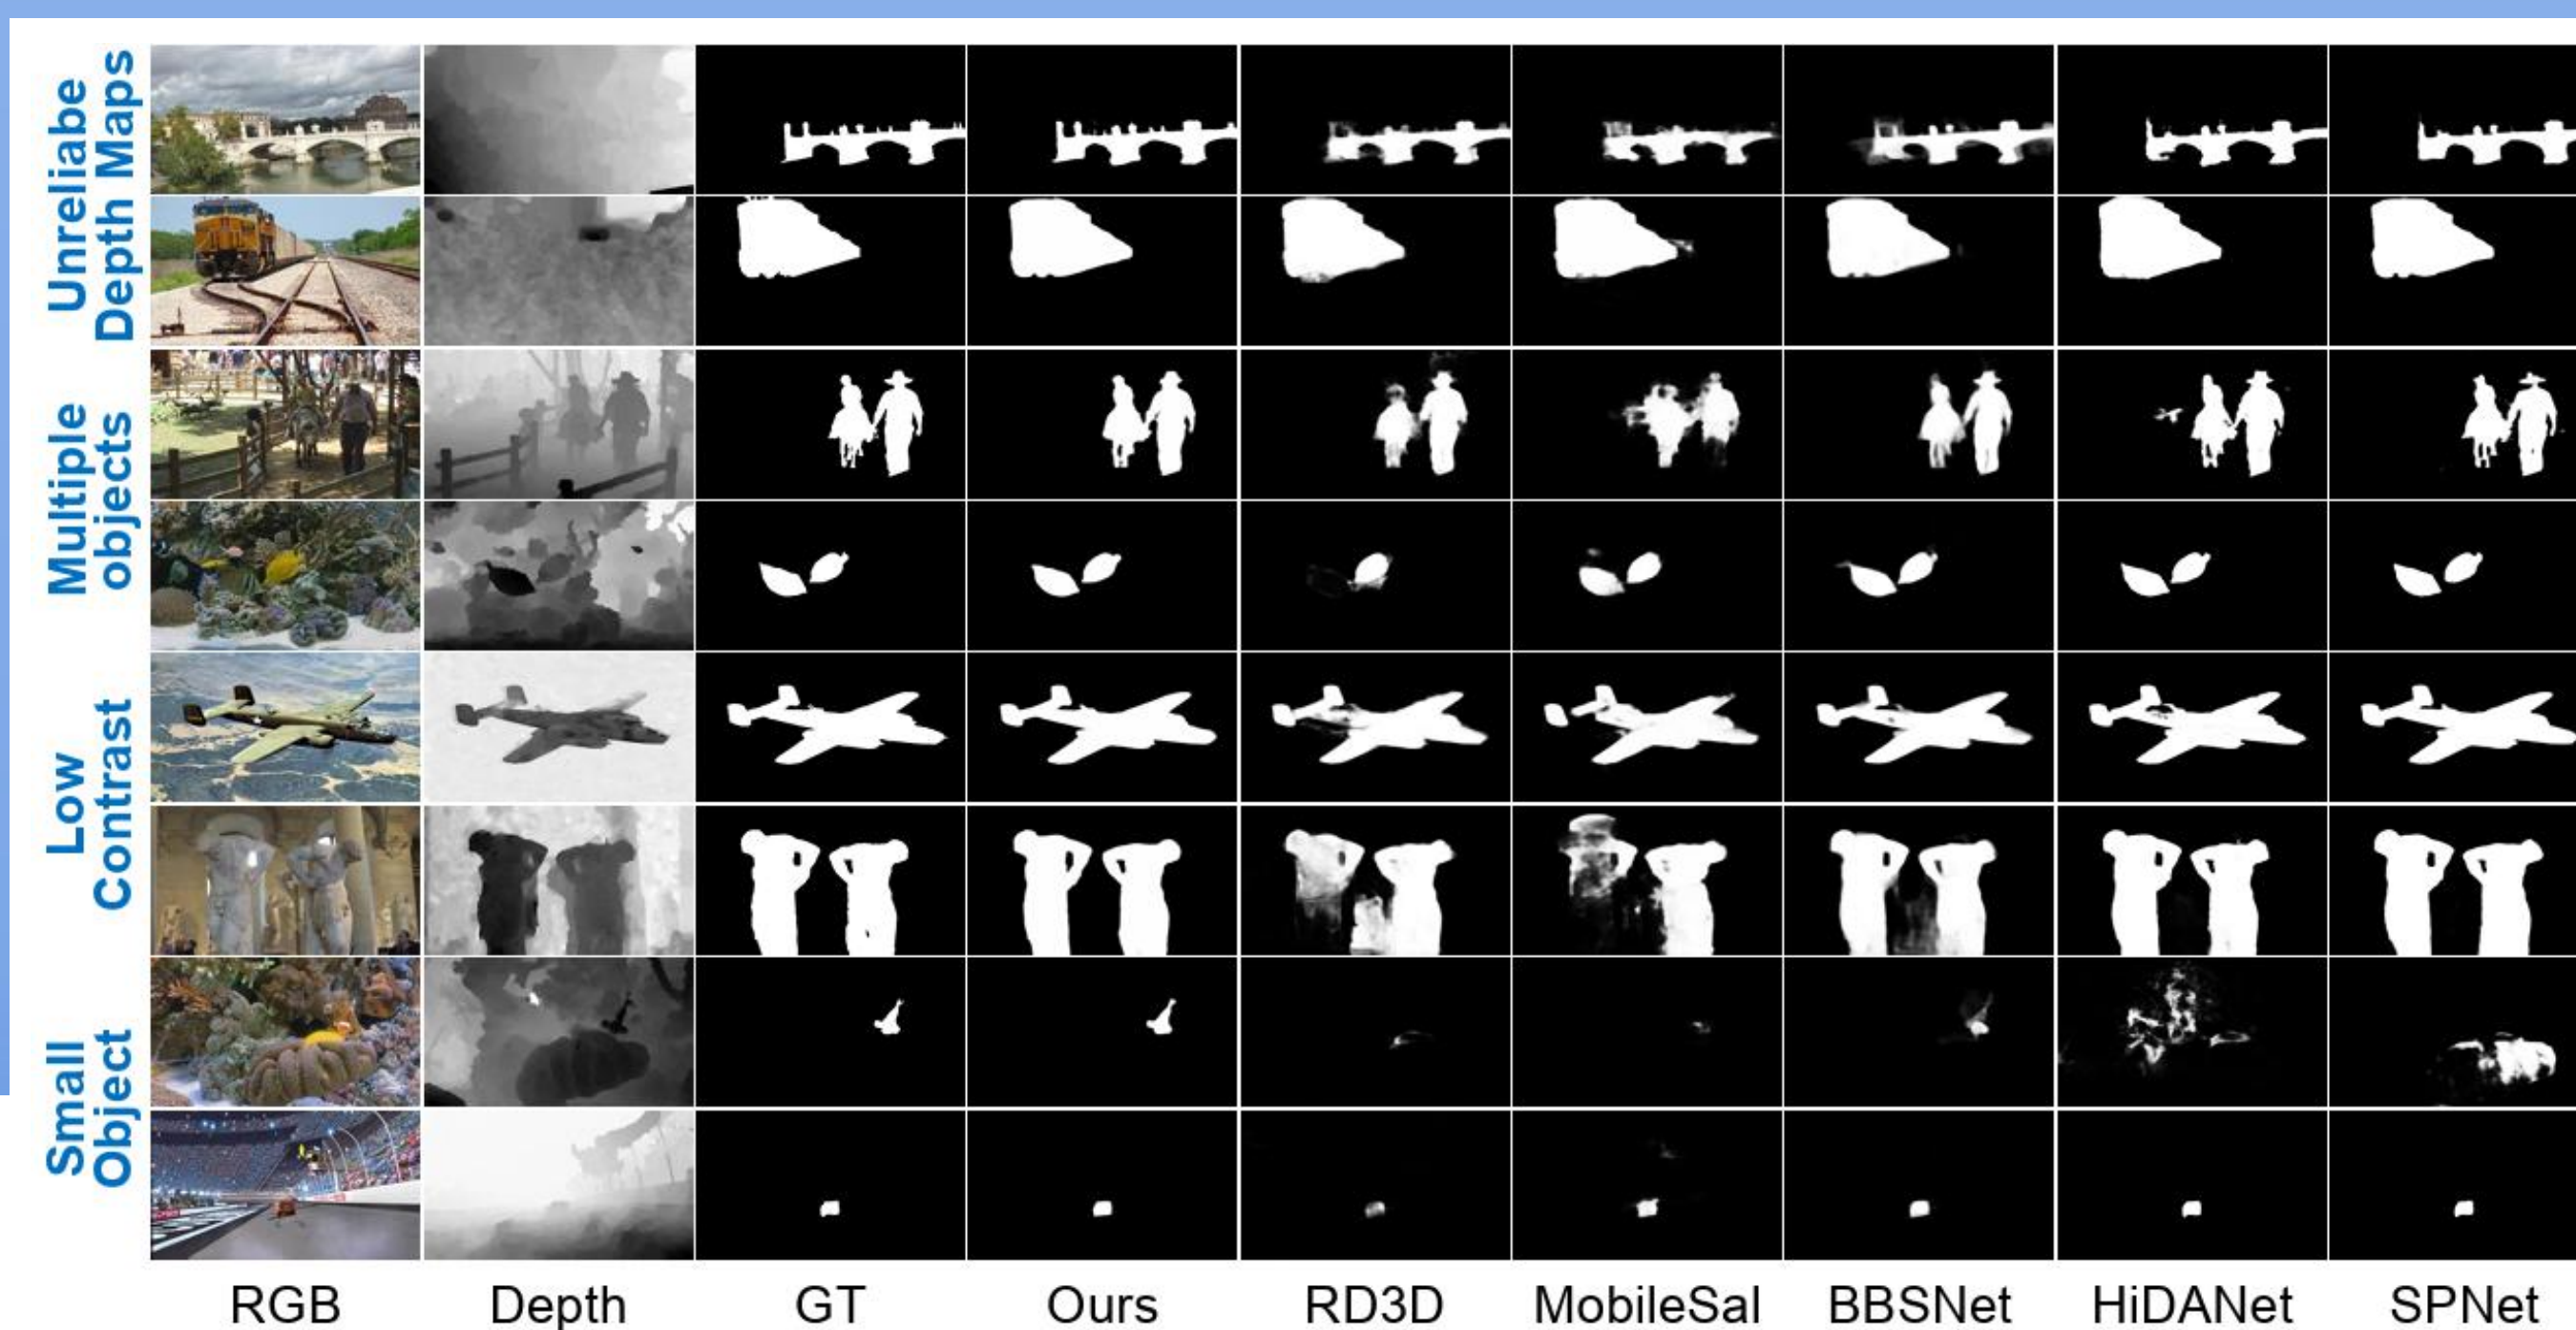 Unreliabe
Depth Maps
Multiple
objects
Low
Contrast
Small
Object
RGB
Depth
GT
Ours
RD3D
MobileSal
BBSNet
HiDANet
SPNet